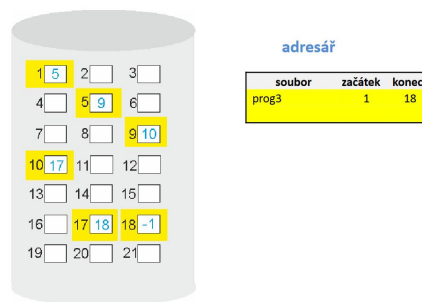 adresář
soubor začátek konec
prog3 1 18
1 5 2 3
4 5 9 6
7 8 9 10
10 17 11 12
13 14 15
16 17 18 18 -1
19 20 21